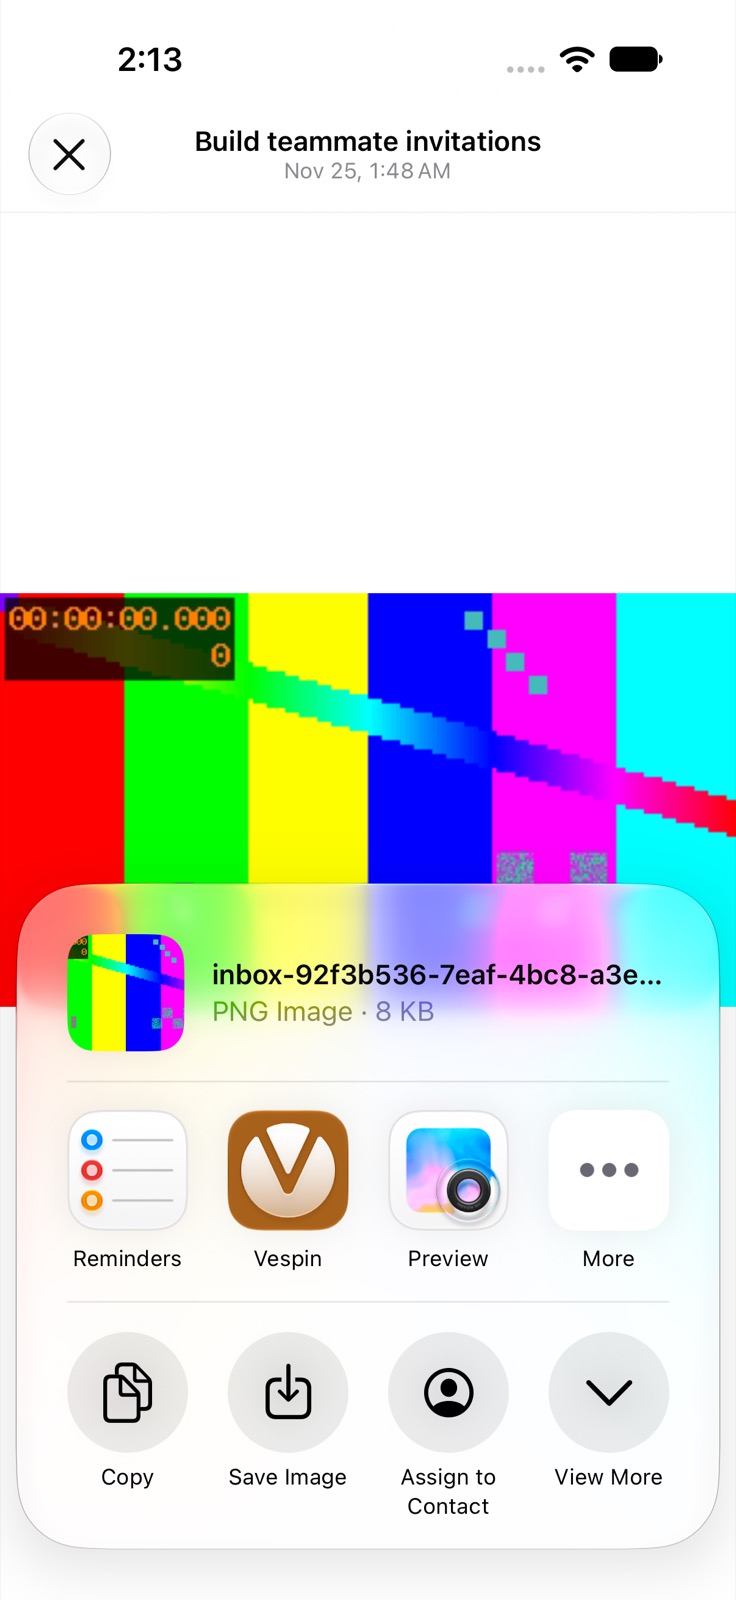 2:13
Build teammate invitations
Nov 25, 1:48 AM
00:00:00.000
0
inbox-92f3b536-7eaf-4bc8-a3e...
PNG Image · 8 KB
Reminders
Vespin
Preview
More
Copy
Save Image
Assign to
Contact
View More